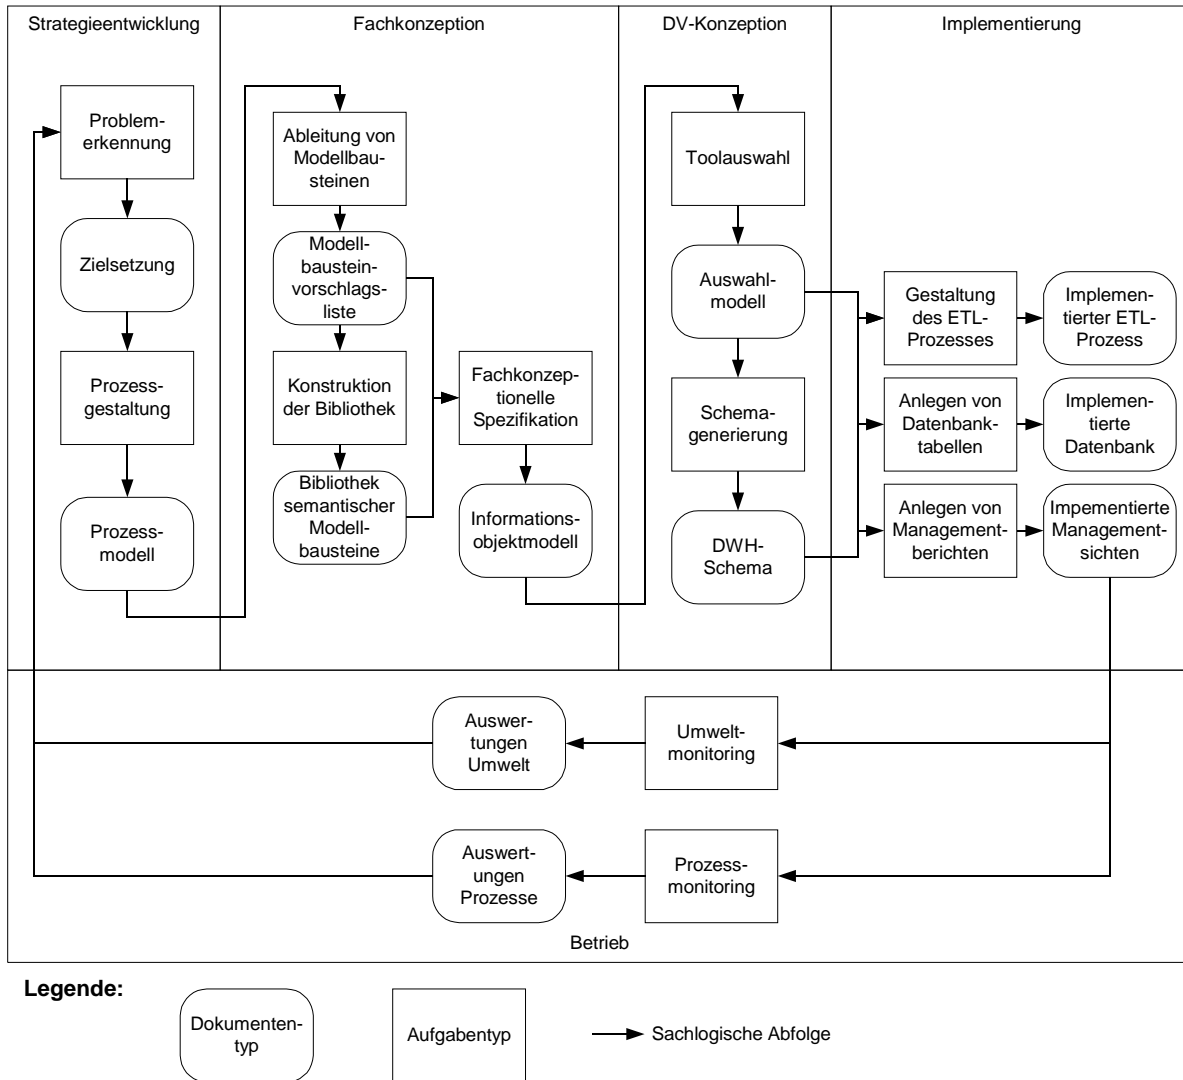 Strategieentwicklung
Fachkonzeption
DV-Konzeption
Implementierung
Problem-
erkennung
Zielsetzung
Prozess-
gestaltung
Prozess-
modell
Ableitung von
Modellbau-
steinen
Modell-
baustein-
vorschlags-
liste
Konstruktion
der Bibliothek
Bibliothek
semantischer
Modell-
bausteine
Fachkonzep-
tionelle
Spezifikation
Informations-
objektmodell
Toolauswahl
Auswahl-
modell
Schema-
generierung
DWH-
Schema
Gestaltung
des ETL-
Prozesses
Implemen-
tierter ETL-
Prozess
Anlegen von
Datenbank-
tabellen
Implemen-
tierte
Datenbank
Anlegen von
Management-
berichten
Impementierte
Management-
sichten
Auswer-
tungen
Umwelt
Umwelt-
monitoring
Auswert-
ungen
Prozesse
Prozess-
monitoring
Betrieb
Legende:
Dokumenten-
typ
Aufgabentyp
Sachlogische Abfolge